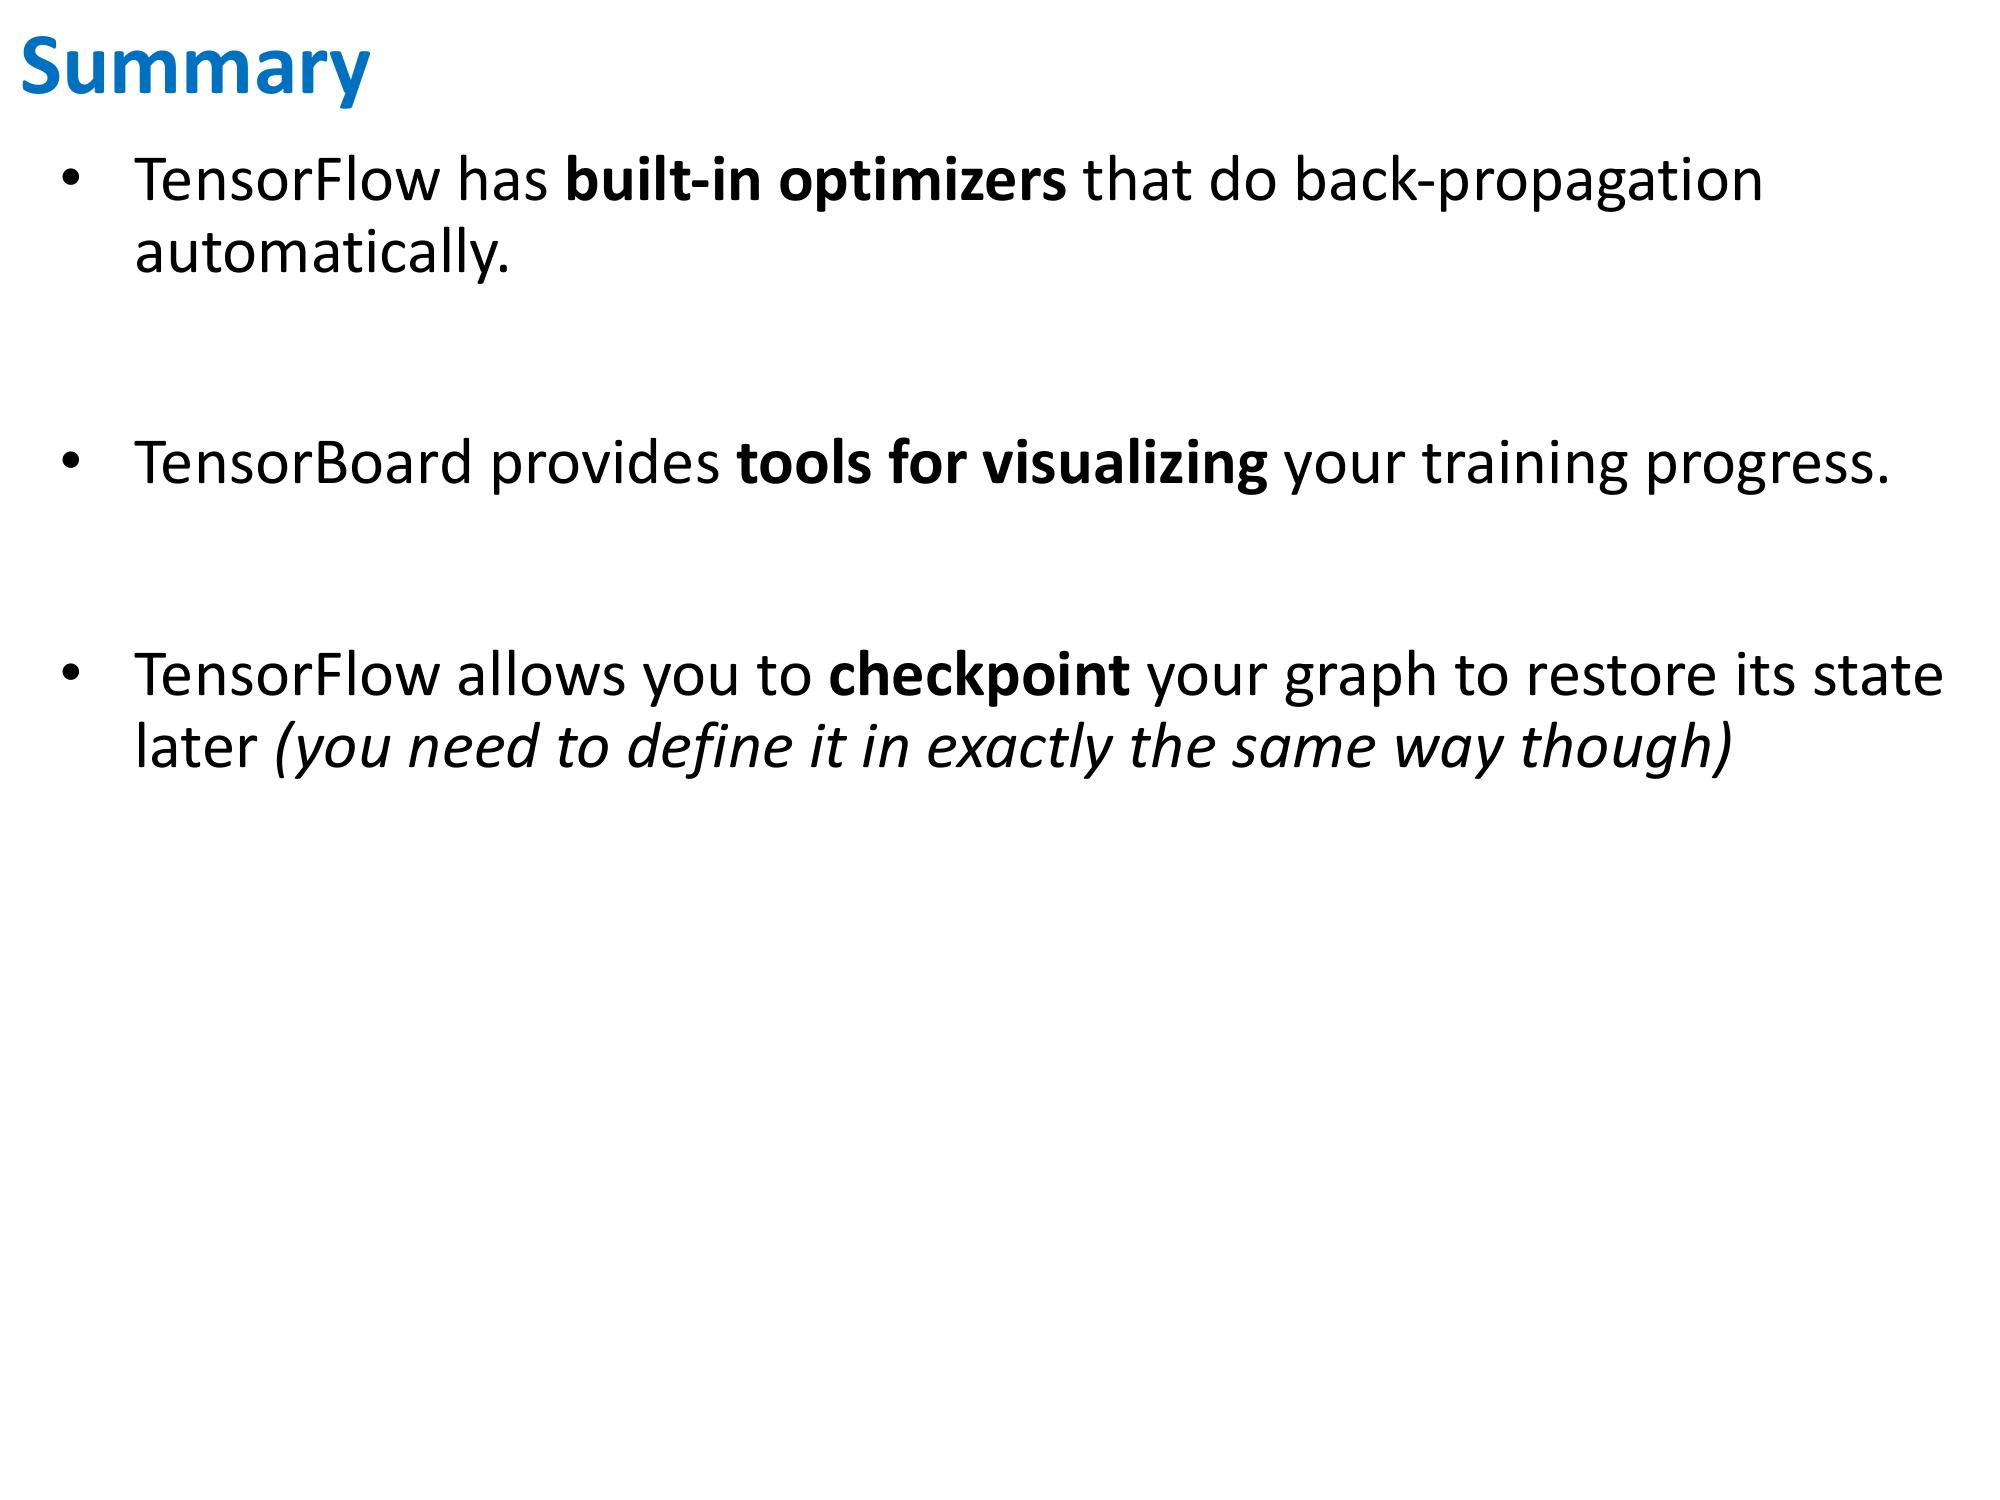 Summary
• TensorFlow has built-in optimizers that do back-propagation
automatically.
• TensorBoard provides tools for visualizing your training progress.
• TensorFlow allows you to checkpoint your graph to restore its state
later (you need to define it in exactly the same way though)